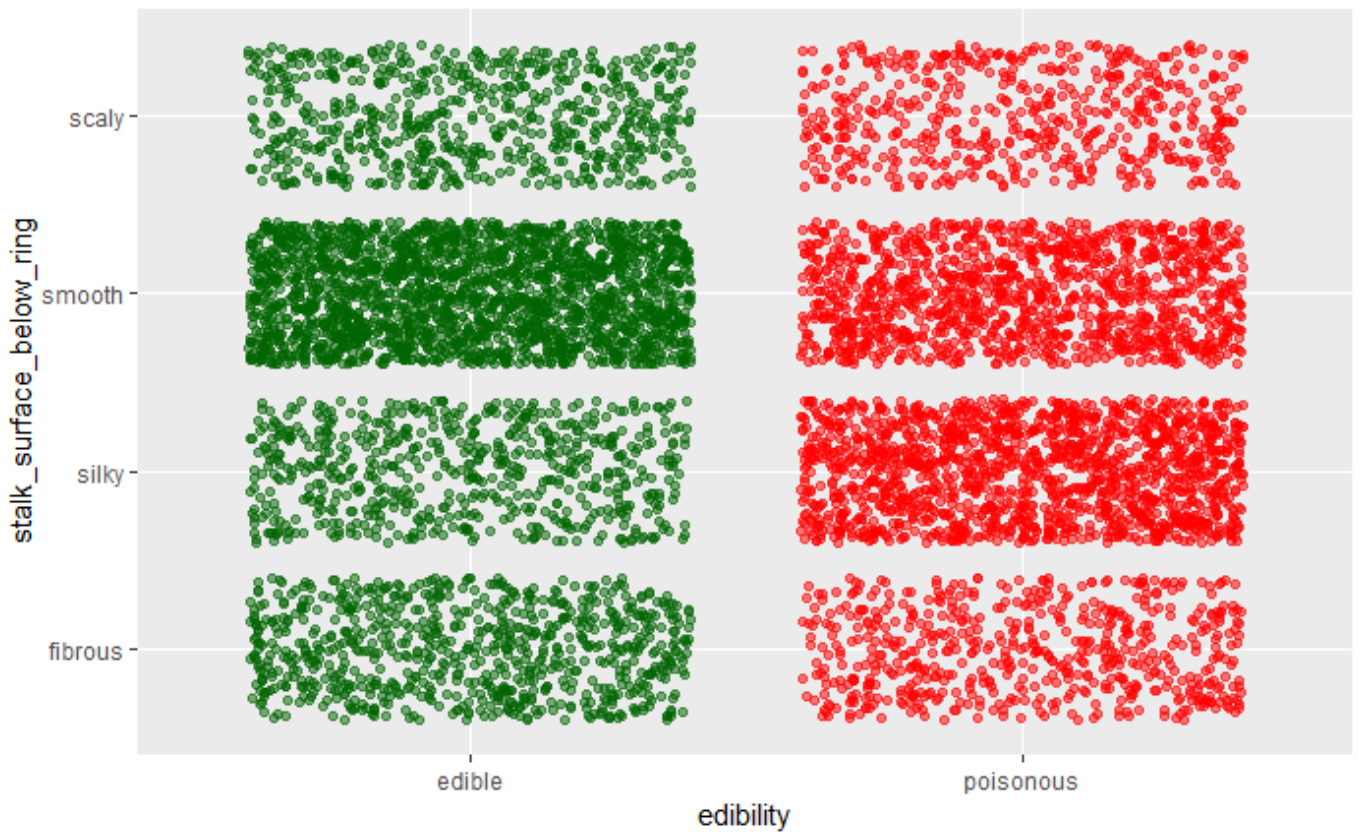 stalk_surface_below_ring
scaly
smooth
silky
fibrous
edible
poisonous
edibility